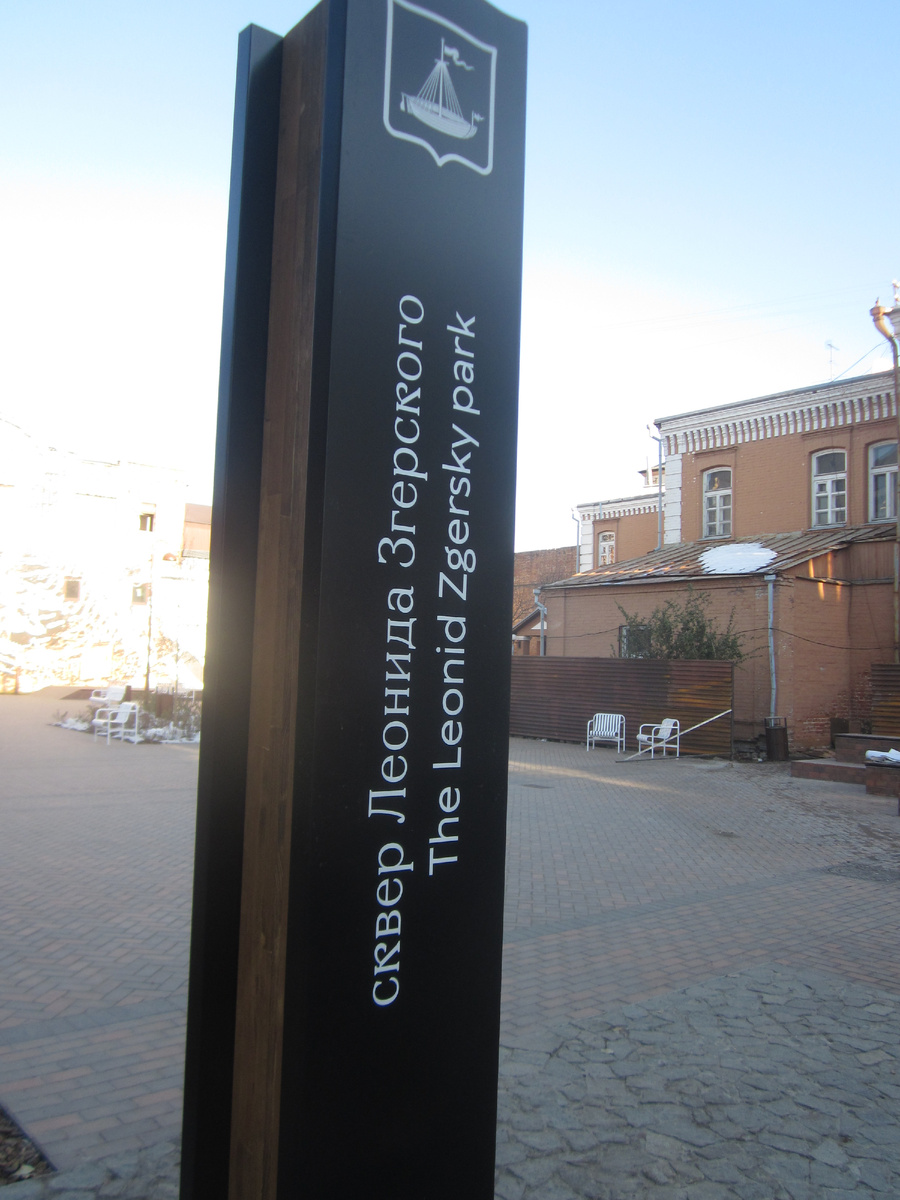 сквер Леонида Згерского
The Leonid Zgersky park